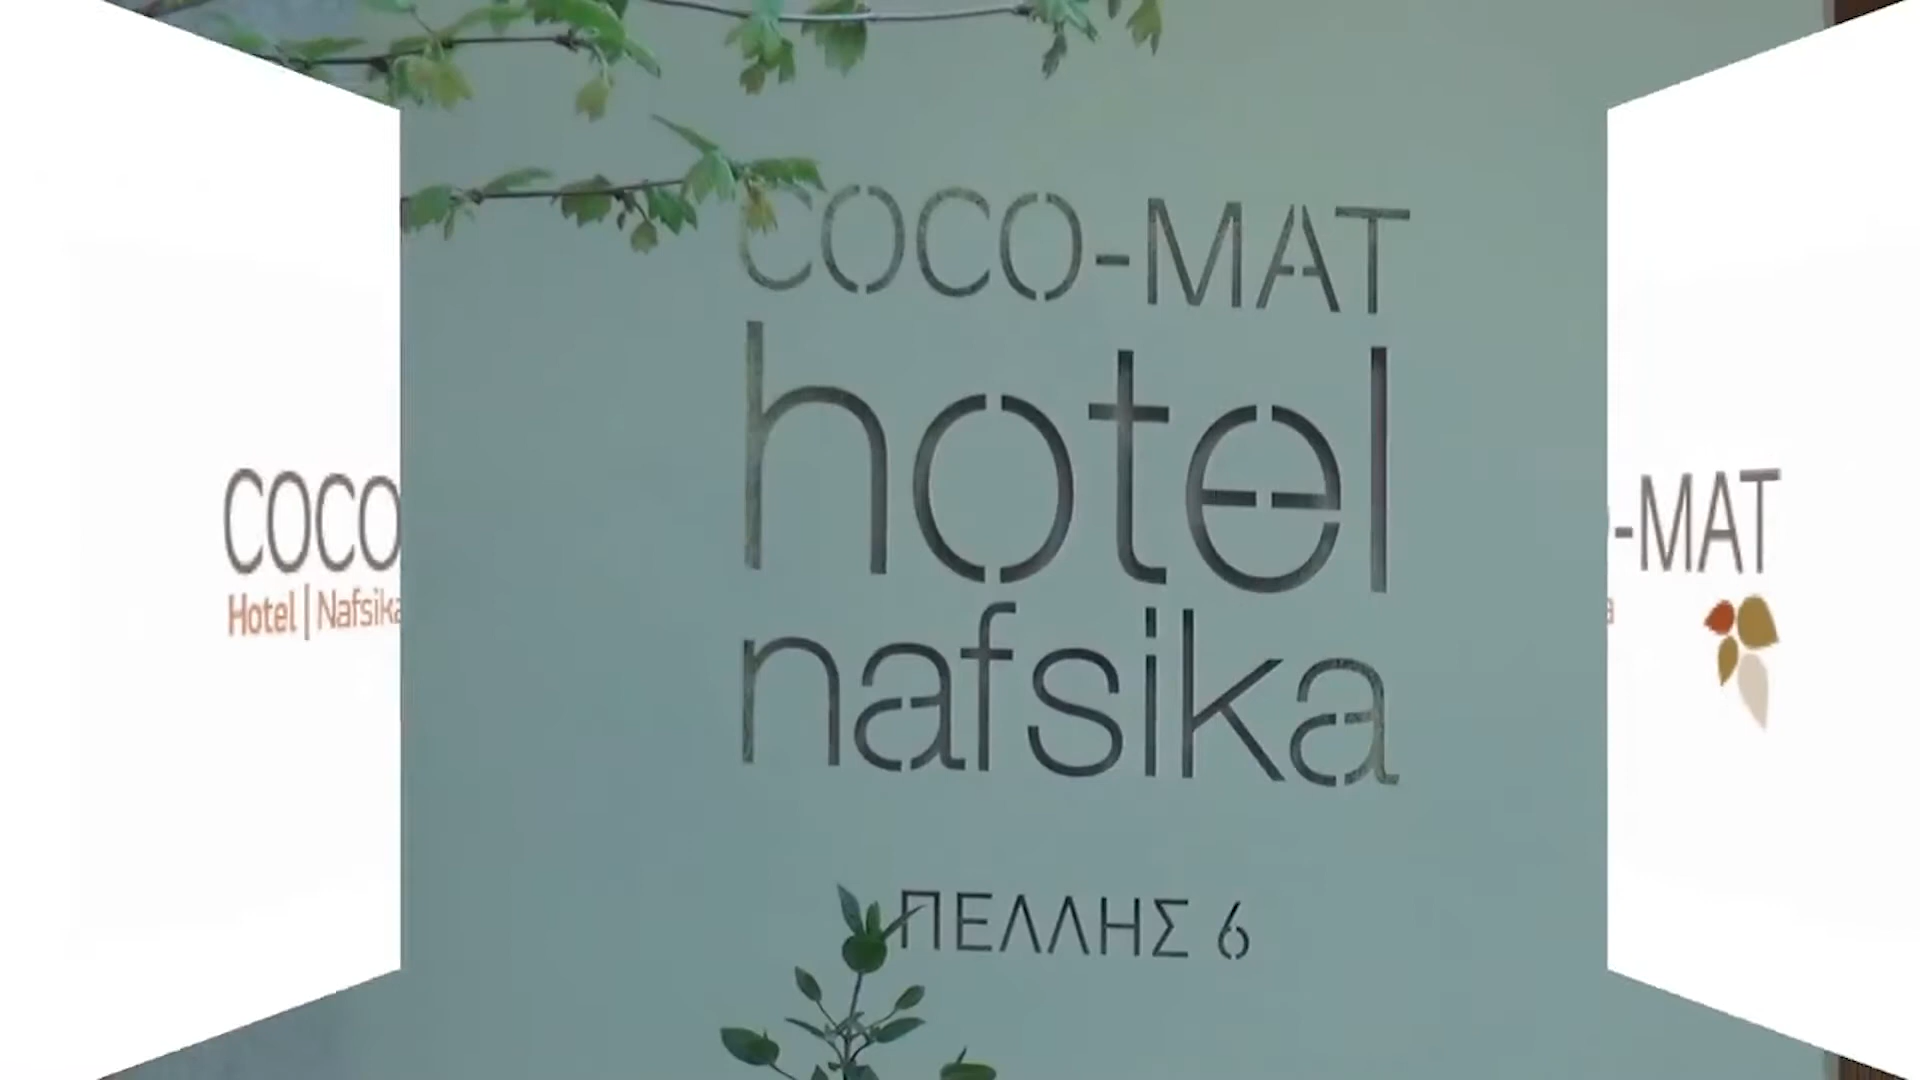 COCO-MAT
hotel
nafsika
ΠΕΛΛΗΣ 6
COCO
Hotel | Nafsika
-MAT